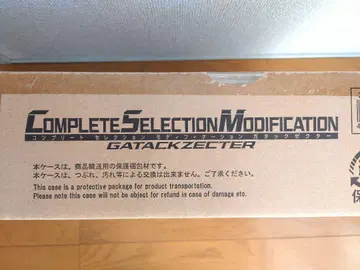 COMPLETE SELECTION MODIFICATION
コンプリート セレクション モディフィケーション ガタックゼクター
GATACKZECTER
本ケースは、商品輸送用の保護梱包材です。
本ケースは、つぶれ、汚れ等による交換は出来ません。ご了承ください。
This case is a protective package for product transportation.
Please note this case will not be object for refund in case of damage etc.